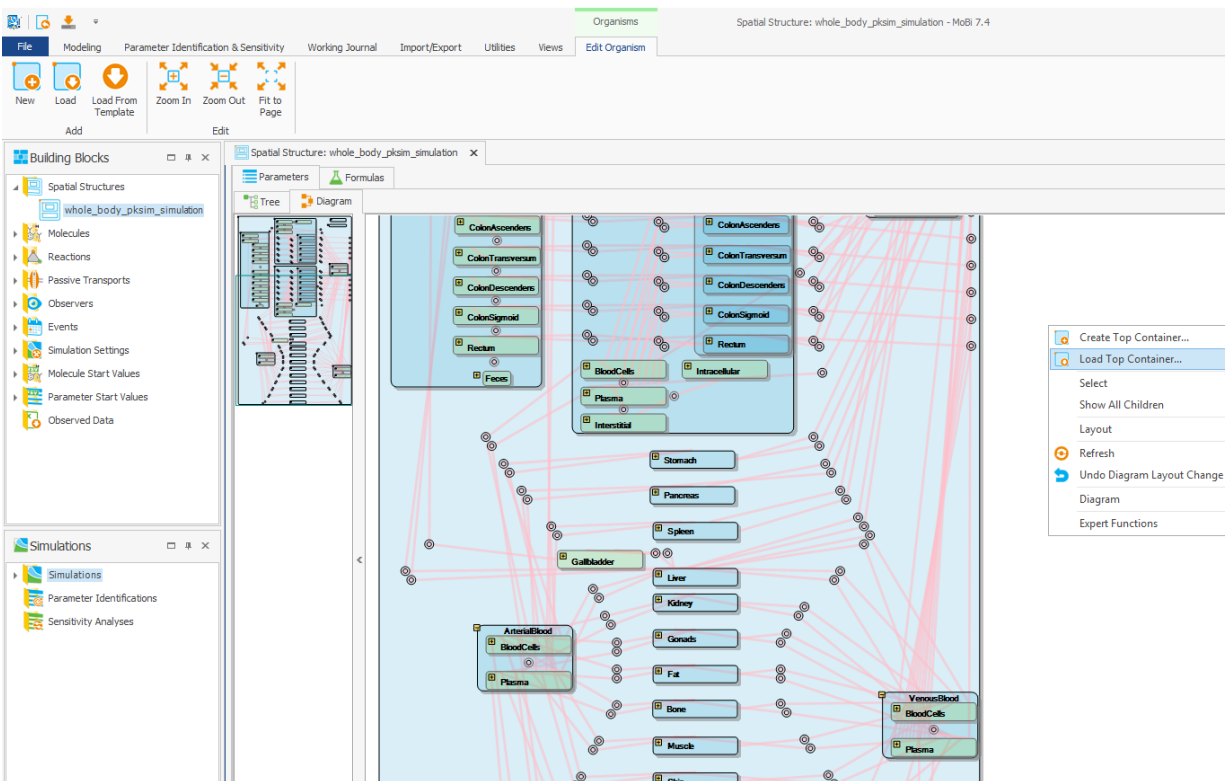 Organisms
Spatial Structure: whole_body_pksim_simulation - MoBi 7.4
File Modeling Parameter Identification & Sensitivity Working Journal Import/Export Utilities Views Edit Organism
New Load Load From Template Zoom In Zoom Out Fit to Page
Add Edit
Building Blocks
Spatial Structures
whole_body_pksim_simulation
Molecules
Reactions
Passive Transports
Observers
Events
Simulation Settings
Molecule Start Values
Parameter Start Values
Observed Data
Simulations
Simulations
Parameter Identifications
Sensitivity Analyses
Spatial Structure: whole_body_pksim_simulation
Parameters Formulas
Tree Diagram
ColonAscendens
ColonTransversum
ColonDescendens
ColonSigmoid
Rectum
Feces
ColonAscendens
ColonTransversum
ColonDescendens
ColonSigmoid
Rectum
BloodCells Intracellular
Plasma
Interstitial
Stomach
Pancreas
Spleen
Gallbladder
Liver
Kidney
Gonads
Fat
Bone
Muscle
ArterialBlood
BloodCells
Plasma
VenousBlood
BloodCells
Plasma
Create Top Container...
Load Top Container...
Select
Show All Children
Layout
Refresh
Undo Diagram Layout Change
Diagram
Expert Functions